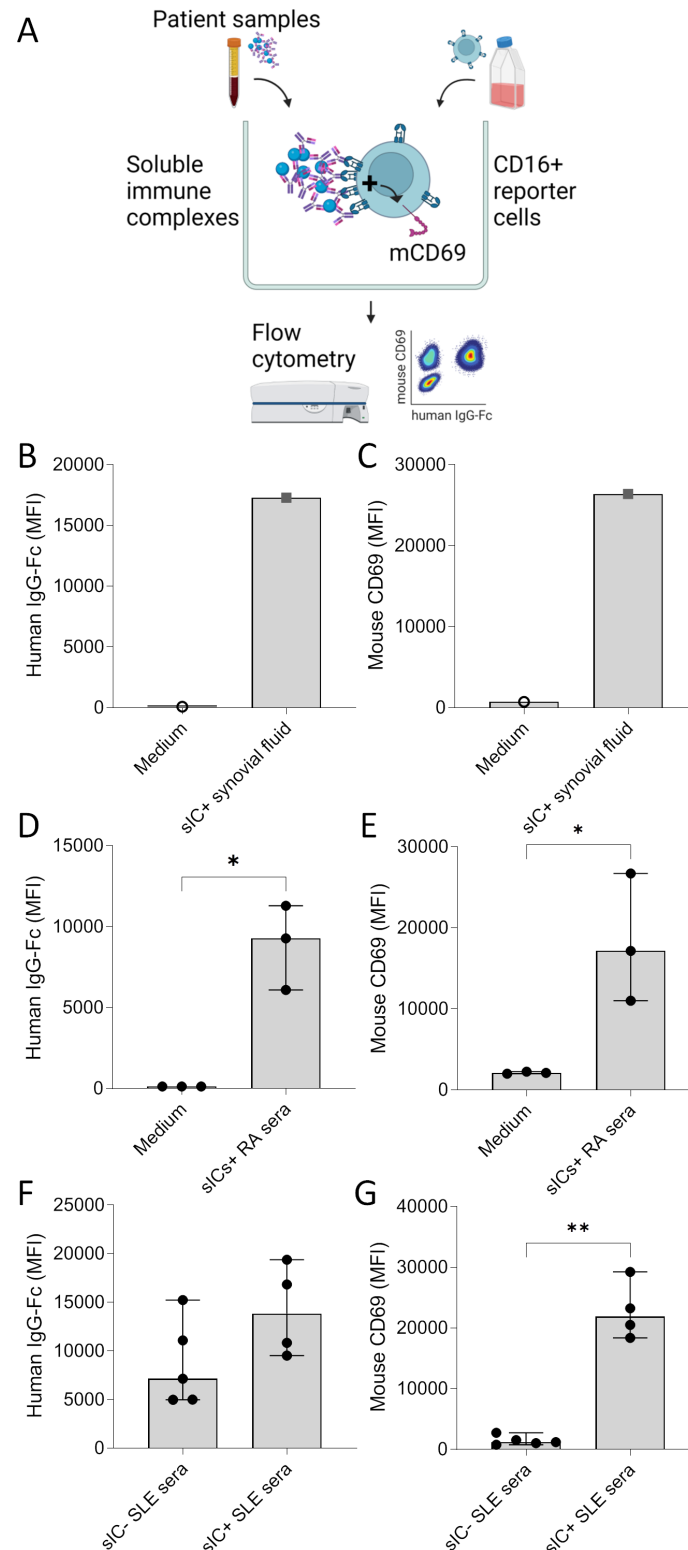 A
Patient samples
Soluble
immune
complexes
CD16+
reporter
cells
+
mCD69
Flow
cytometry
mouse CD69
human IgG-Fc
B
Human IgG-Fc (MFI)
20000
15000
10000
5000
0
Medium
sIC+ synovial fluid
C
Mouse CD69 (MFI)
30000
20000
10000
0
Medium
sIC+ synovial fluid
D
Human IgG-Fc (MFI)
15000
10000
5000
0
*
Medium
sICs+ RA sera
E
Mouse CD69 (MFI)
30000
20000
10000
0
*
Medium
sICs+ RA sera
F
Human IgG-Fc (MFI)
25000
20000
15000
10000
5000
0
sIC- SLE sera
sIC+ SLE sera
G
Mouse CD69 (MFI)
40000
30000
20000
10000
0
**
sIC- SLE sera
sIC+ SLE sera